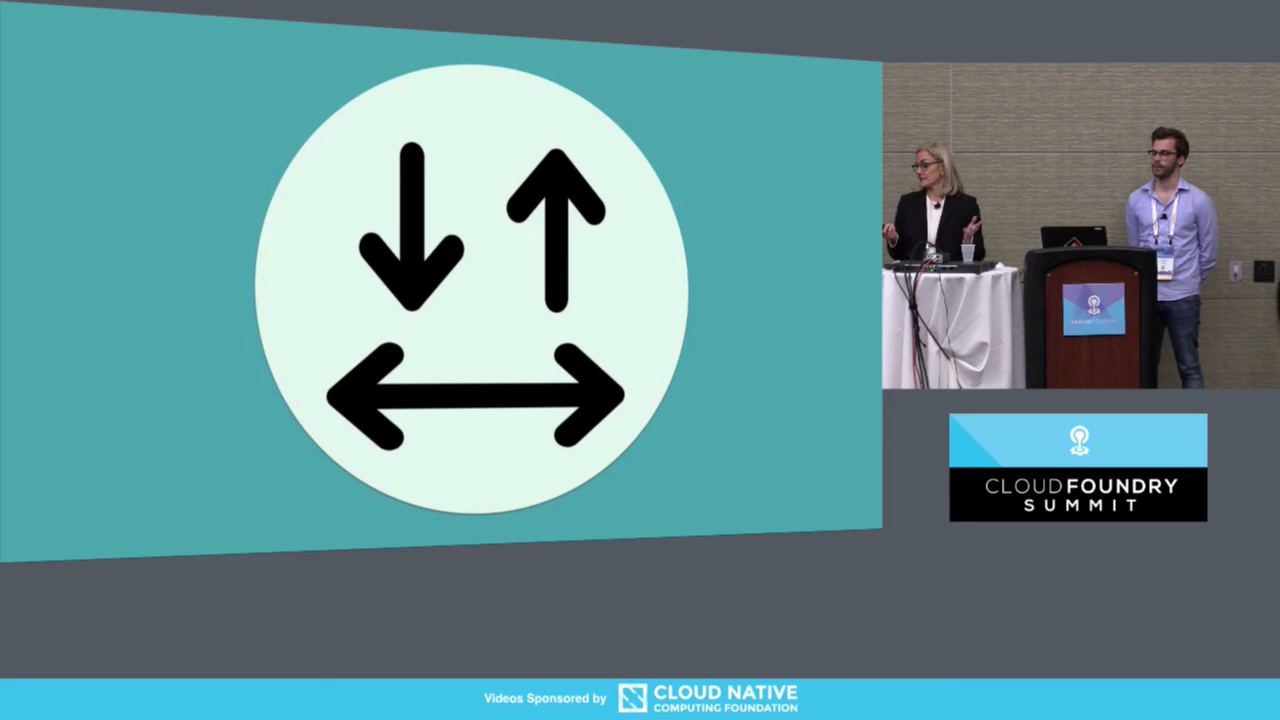 CLOUDFOUNDRY
SUMMIT
Videos Sponsored by
CLOUD NATIVE
COMPUTING FOUNDATION